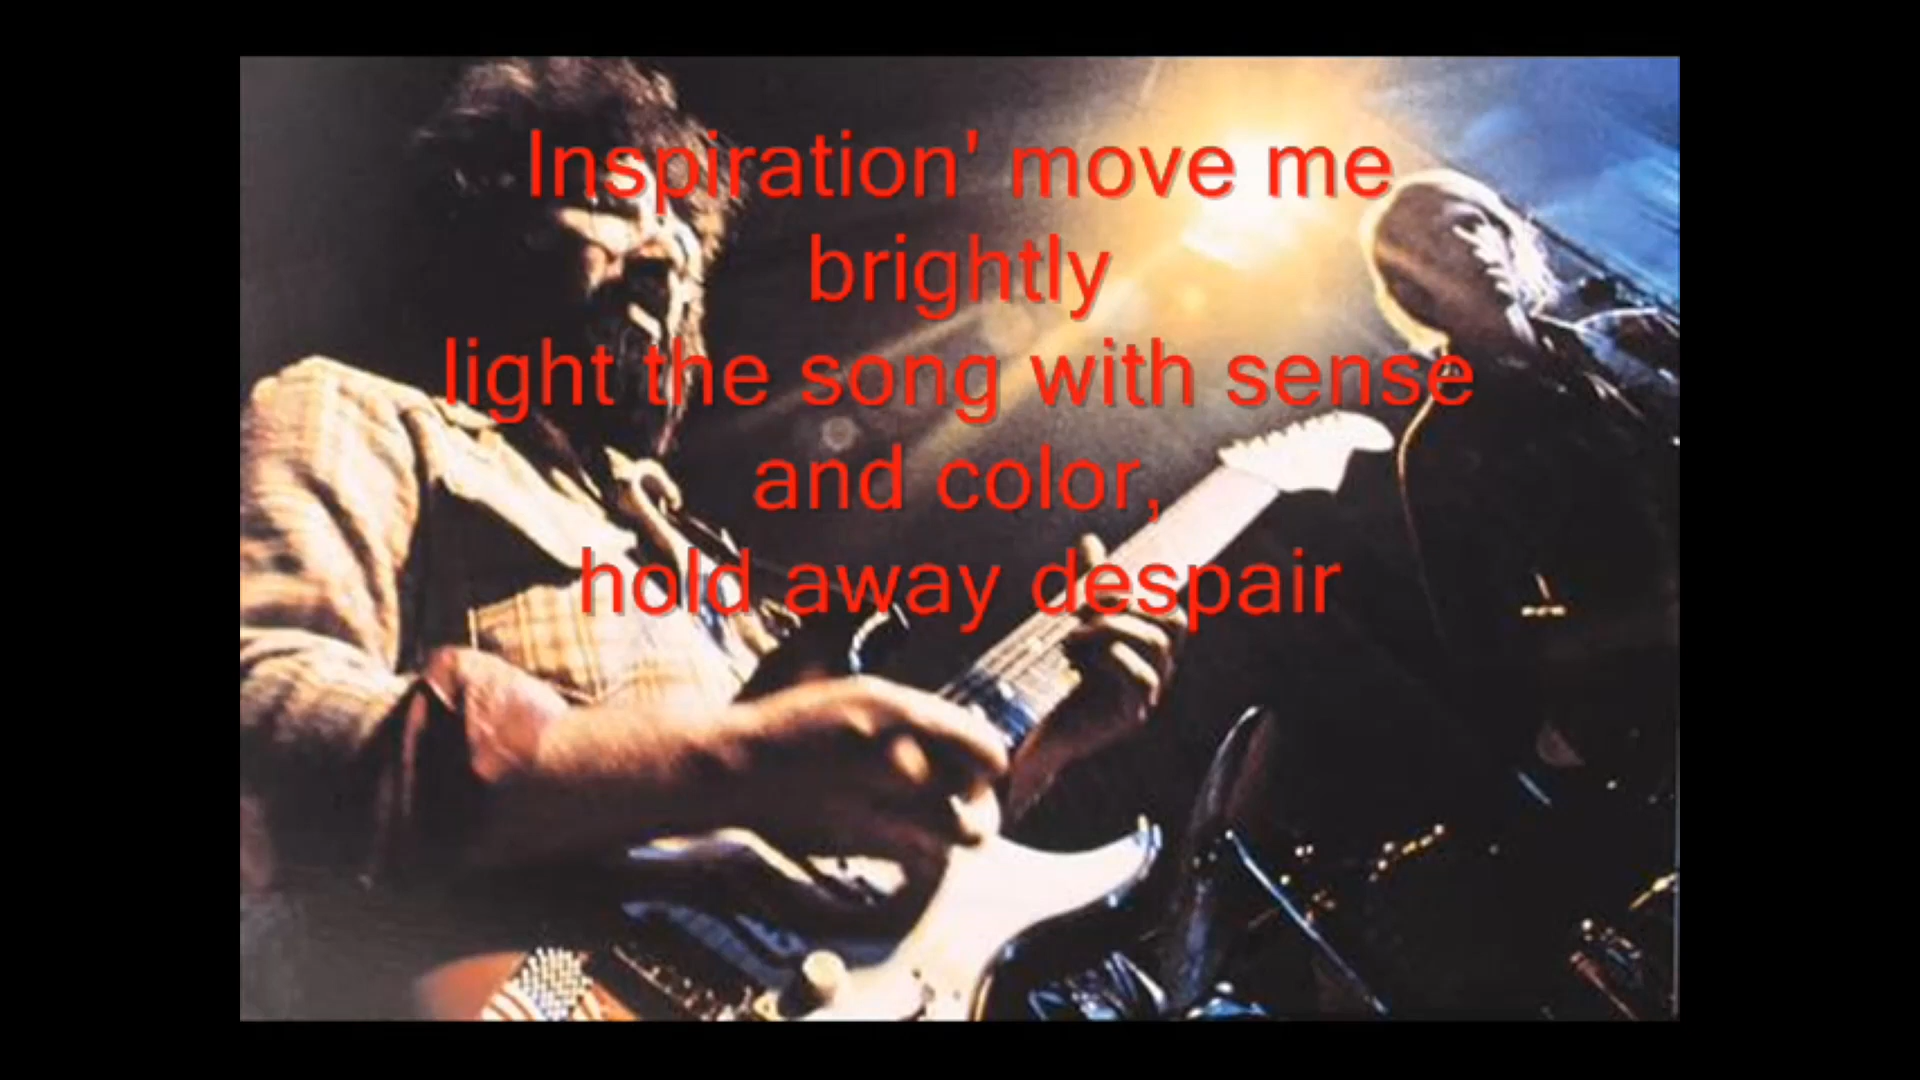 Inspiration' move me
brightly
light the song with sense
and color,
hold away despair